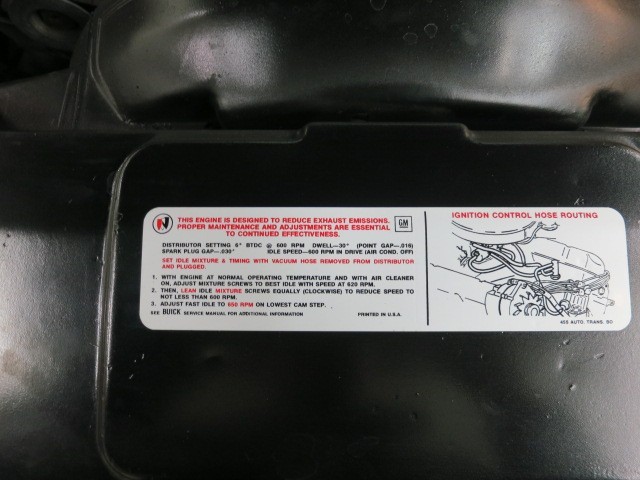 THIS ENGINE IS DESIGNED TO REDUCE EXHAUST EMISSIONS.
PROPER MAINTENANCE AND ADJUSTMENTS ARE ESSENTIAL
TO CONTINUED EFFECTIVENESS.
GM
DISTRIBUTOR SETTING 6° BTDC @ 600 RPM DWELL—30° (POINT GAP—.016)
SPARK PLUG GAP—.030" IDLE SPEED—600 RPM IN DRIVE (AIR COND. OFF)
SET IDLE MIXTURE & TIMING WITH VACUUM HOSE REMOVED FROM DISTRIBUTOR
AND PLUGGED.
1. WITH ENGINE AT NORMAL OPERATING TEMPERATURE AND WITH AIR CLEANER
ON, ADJUST MIXTURE SCREWS TO BEST IDLE WITH SPEED AT 620 RPM.
2. THEN, LEAN IDLE MIXTURE SCREWS EQUALLY (CLOCKWISE) TO REDUCE SPEED TO
NOT LESS THAN 600 RPM.
3. ADJUST FAST IDLE TO 650 RPM ON LOWEST CAM STEP.
SEE BUICK SERVICE MANUAL FOR ADDITIONAL INFORMATION PRINTED IN U.S.A.
IGNITION CONTROL HOSE ROUTING
455 AUTO. TRANS. BO